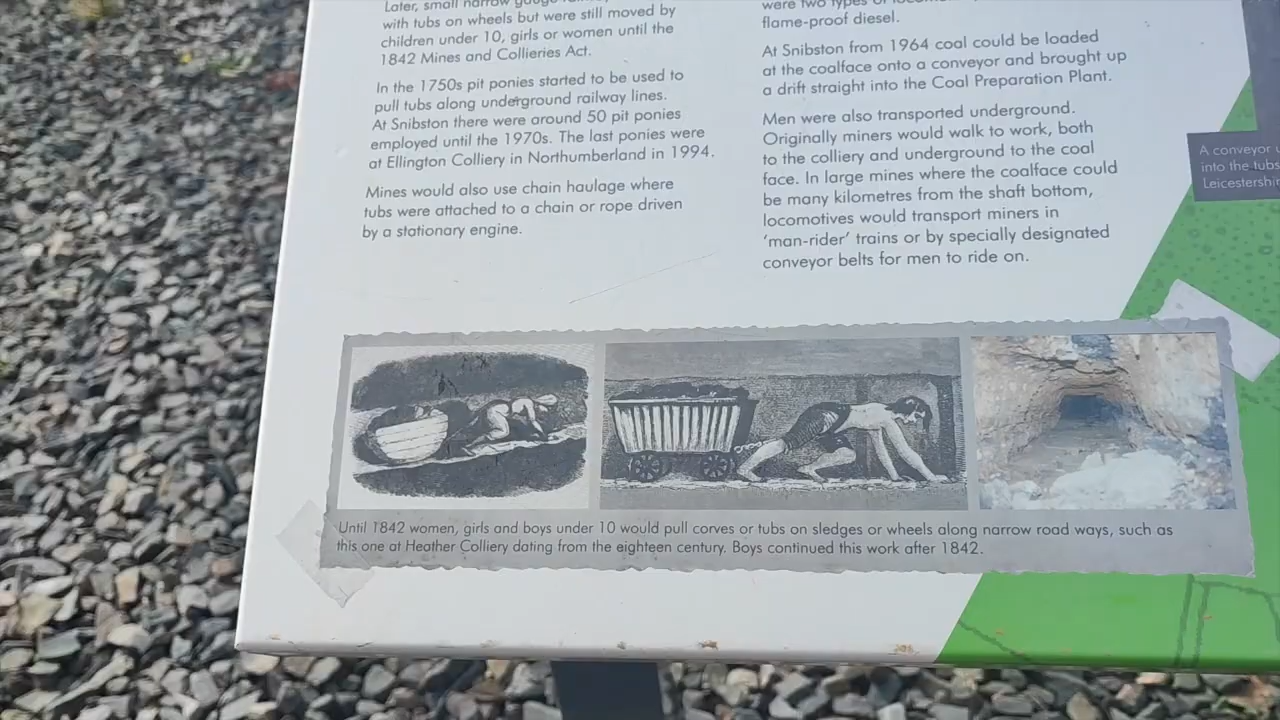 Later, small narrow gauge
with tubs on wheels but were still moved by
children under 10, girls or women until the
1842 Mines and Collieries Act.
In the 1750s pit ponies started to be used to
pull tubs along underground railway lines.
At Snibston there were around 50 pit ponies
employed until the 1970s. The last ponies were
at Ellington Colliery in Northumberland in 1994.
Mines would also use chain haulage where
tubs were attached to a chain or rope driven
by a stationary engine.
were two types of
flame-proof diesel.
At Snibston from 1964 coal could be loaded
at the coalface onto a conveyor and brought up
a drift straight into the Coal Preparation Plant.
Men were also transported underground.
Originally miners would walk to work, both
to the colliery and underground to the coal
face. In large mines where the coalface could
be many kilometres from the shaft bottom,
locomotives would transport miners in
‘man-rider’ trains or by specially designated
conveyor belts for men to ride on.
A conveyor
into the tubs
Until 1842 women, girls and boys under 10 would pull corves or tubs on sledges or wheels along narrow road ways, such as
this one at Heather Colliery dating from the eighteen century. Boys continued this work after 1842.